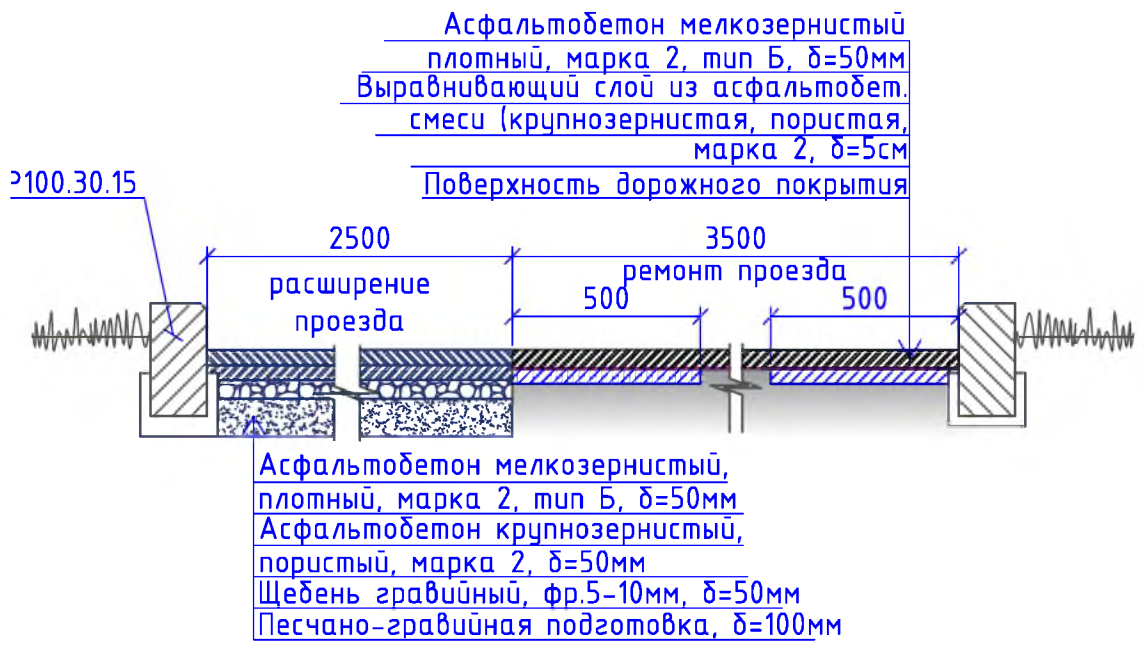 Асфальтобетон мелкозернистый
плотный, марка 2, тип Б, δ=50мм
Выравнивающий слой из асфальтобет.
смеси (крупнозернистая, пористая,
марка 2, δ=5см
Поверхность дорожного покрытия
Р100.30.15
2500
3500
расширение
проезда
ремонт проезда
500
500
Асфальтобетон мелкозернистый,
плотный, марка 2, тип Б, δ=50мм
Асфальтобетон крупнозернистый,
пористый, марка 2, δ=50мм
Щебень гравийный, фр.5-10мм, δ=50мм
Песчано-гравийная подготовка, δ=100мм